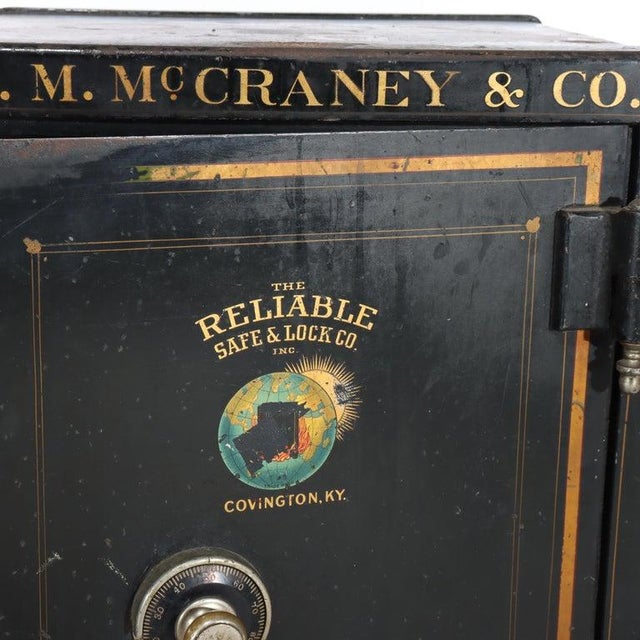 . M. McCRANEY & CO.
THE
RELIABLE
SAFE & LOCK CO.
INC.
COVINGTON, KY.